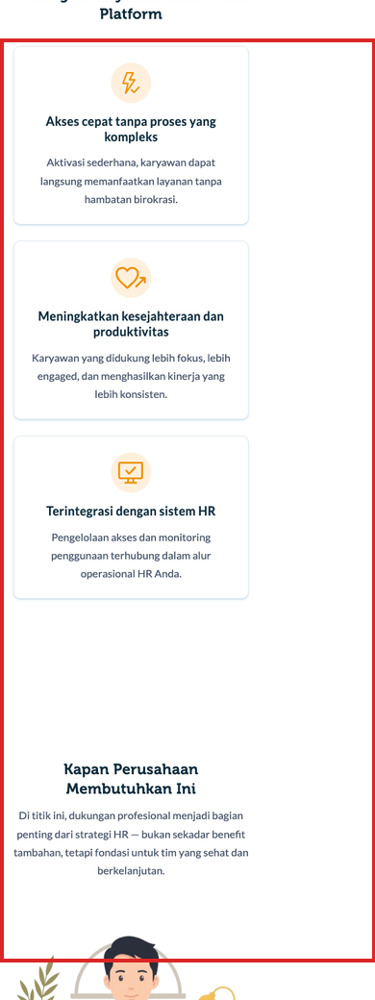 Platform
Akses cepat tanpa proses yang
kompleks
Aktivasi sederhana, karyawan dapat
langsung memanfaatkan layanan tanpa
hambatan birokrasi.
Meningkatkan kesejahteraan dan
produktivitas
Karyawan yang didukung lebih fokus, lebih
engaged, dan menghasilkan kinerja yang
lebih konsisten.
Terintegrasi dengan sistem HR
Pengelolaan akses dan monitoring
penggunaan terhubung dalam alur
operasional HR Anda.
Kapan Perusahaan
Membutuhkan Ini
Di titik ini, dukungan profesional menjadi bagian
penting dari strategi HR — bukan sekadar benefit
tambahan, tetapi fondasi untuk tim yang sehat dan
berkelanjutan.